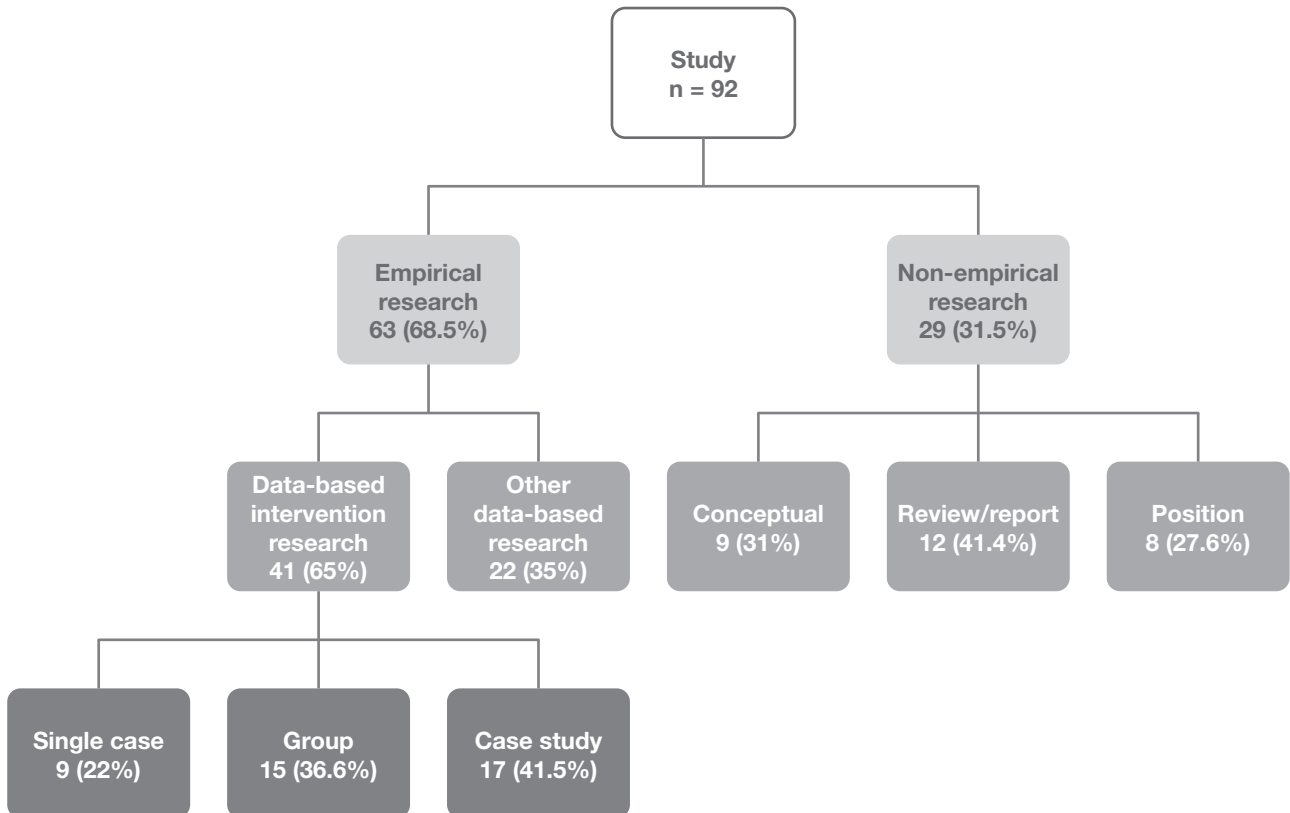 Study
n = 92
Empirical
research
63 (68.5%)
Non-empirical
research
29 (31.5%)
Data-based
intervention
research
41 (65%)
Other
data-based
research
22 (35%)
Conceptual
9 (31%)
Review/report
12 (41.4%)
Position
8 (27.6%)
Single case
9 (22%)
Group
15 (36.6%)
Case study
17 (41.5%)